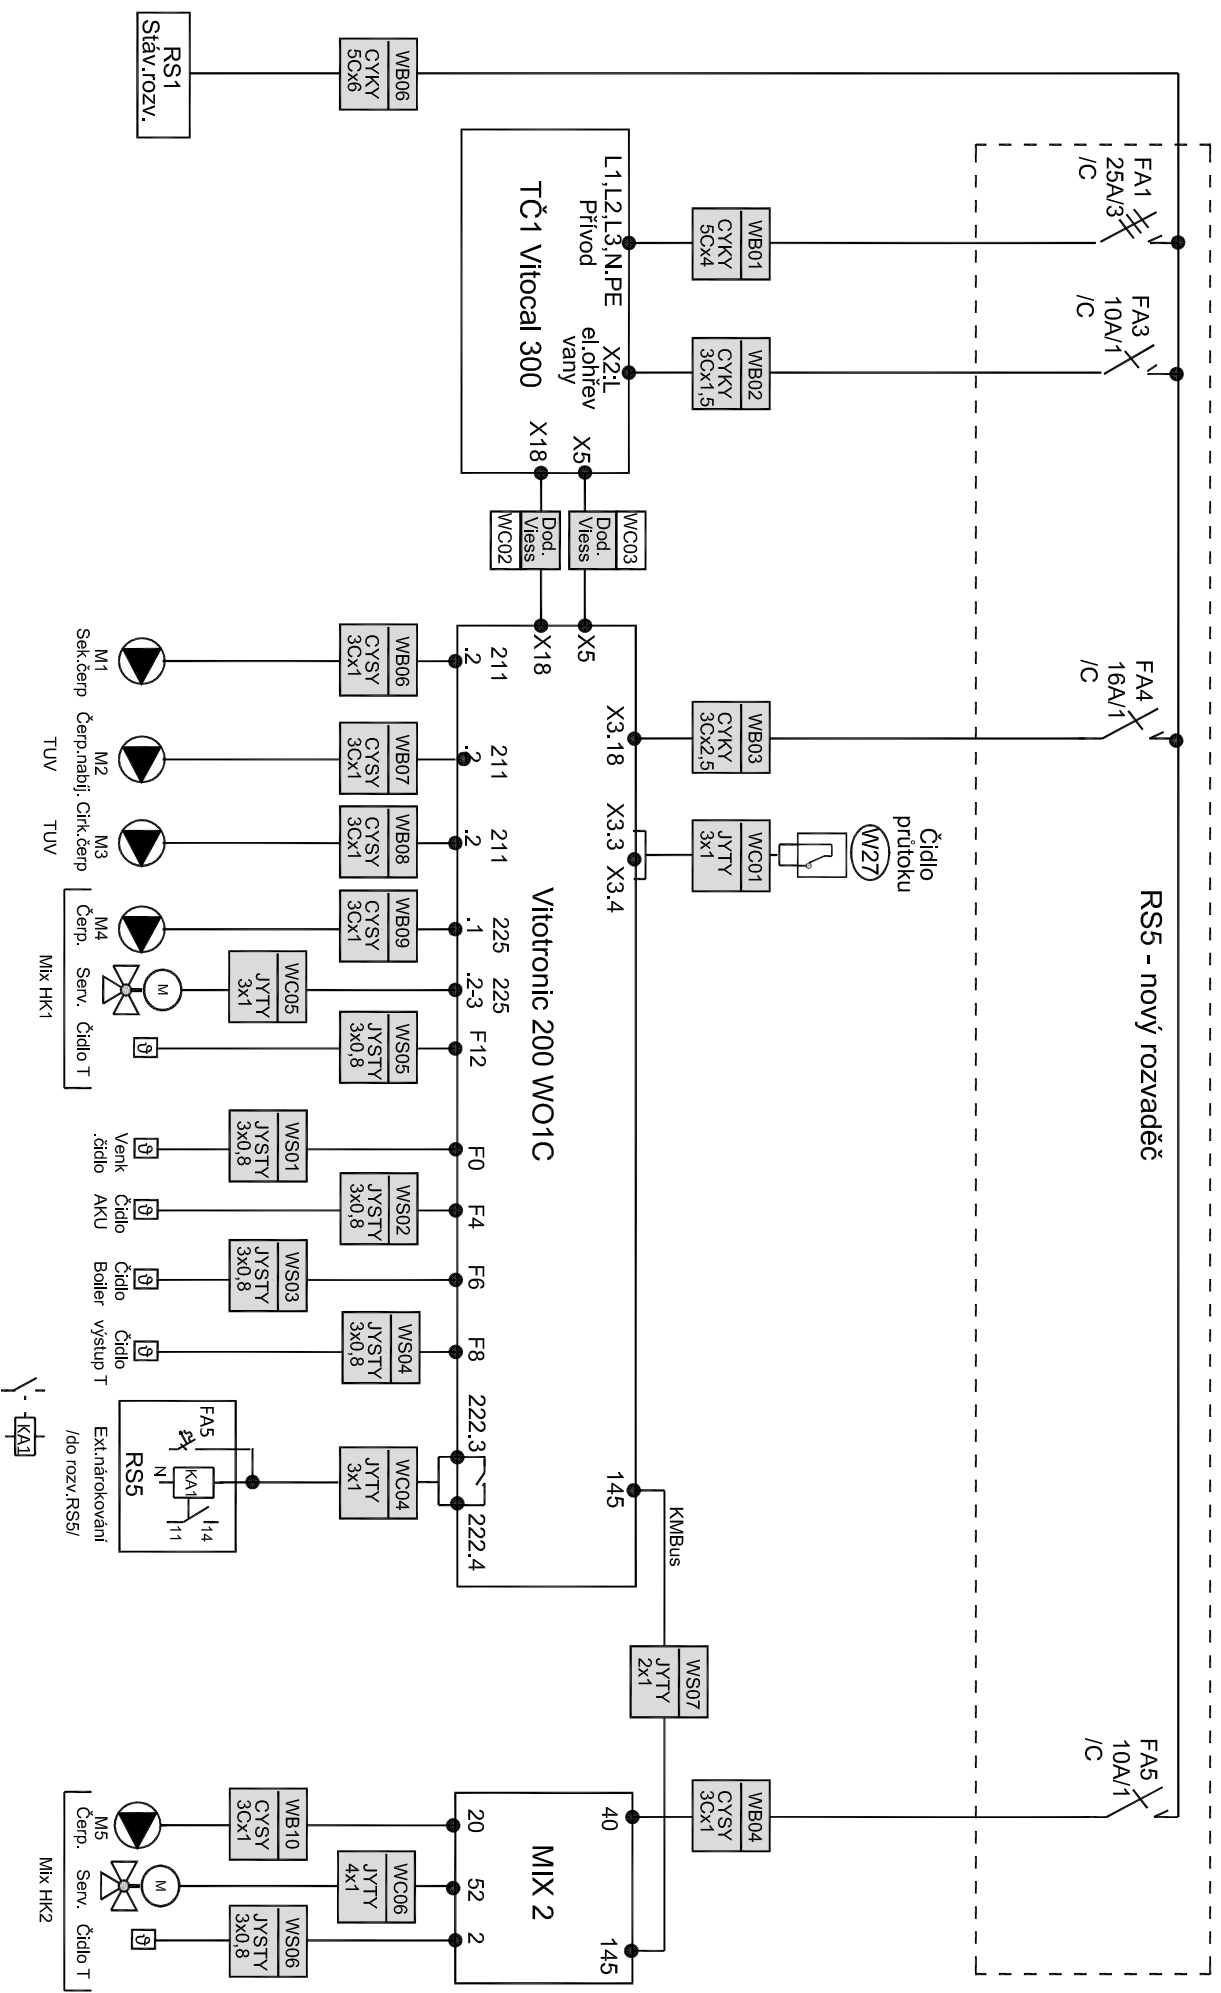 RS5 - nový rozvaděč
FA1
25A/3
/C
FA3
10A/1
/C
FA4
16A/1
/C
FA5
10A/1
/C
RS1
Stáv.rozv.
WB06
CYKY
5Cx6
WB01
CYKY
5Cx4
WB02
CYKY
3Cx1,5
WB03
CYKY
3Cx2,5
WC01
JYTY
3x1
W27
Čidlo
průtoku
WB04
CYSY
3Cx1
L1,L2,L3,N.PE
Přívod
X2:L
el.ohřev
vany
TČ1 Vitocal 300
X5
X18
WC03
Dod.
Viess
Dod.
Viess
WC02
X5
X18
X3.18
X3.3
X3.4
145
KMBus
WS07
JYTY
2x1
Vitotronic 200 WO1C
211
.2
211
.2
211
.2
225
.1
225
.2-3
F12
F0
F4
F6
F8
222.3
222.4
40
145
MIX 2
20
52
2
WB06
CYSY
3Cx1
WB07
CYSY
3Cx1
WB08
CYSY
3Cx1
WB09
CYSY
3Cx1
WC05
JYTY
3x1
WS05
JYSTY
3x0,8
WS01
JYSTY
3x0,8
WS02
JYSTY
3x0,8
WS03
JYSTY
3x0,8
WS04
JYSTY
3x0,8
WC04
JYTY
3x1
WB10
CYSY
3Cx1
WC06
JYTY
4x1
WS06
JYSTY
3x0,8
M1
Sek.čerp
M2
Čerp.nabíj.
TUV
M3
Cirk.čerp
TUV
M4
Čerp.
M
Serv.
ϑ
Čidlo T
Mix HK1
ϑ
Venk
.čidlo
ϑ
Čidlo
AKU
ϑ
Čidlo
Boiler
ϑ
Čidlo
výstup T
FA5
N
KA1
14
11
RS5
Ext.nárokování
/do rozv.RS5/
KA1
M5
Čerp.
M
Serv.
ϑ
Čidlo T
Mix HK2